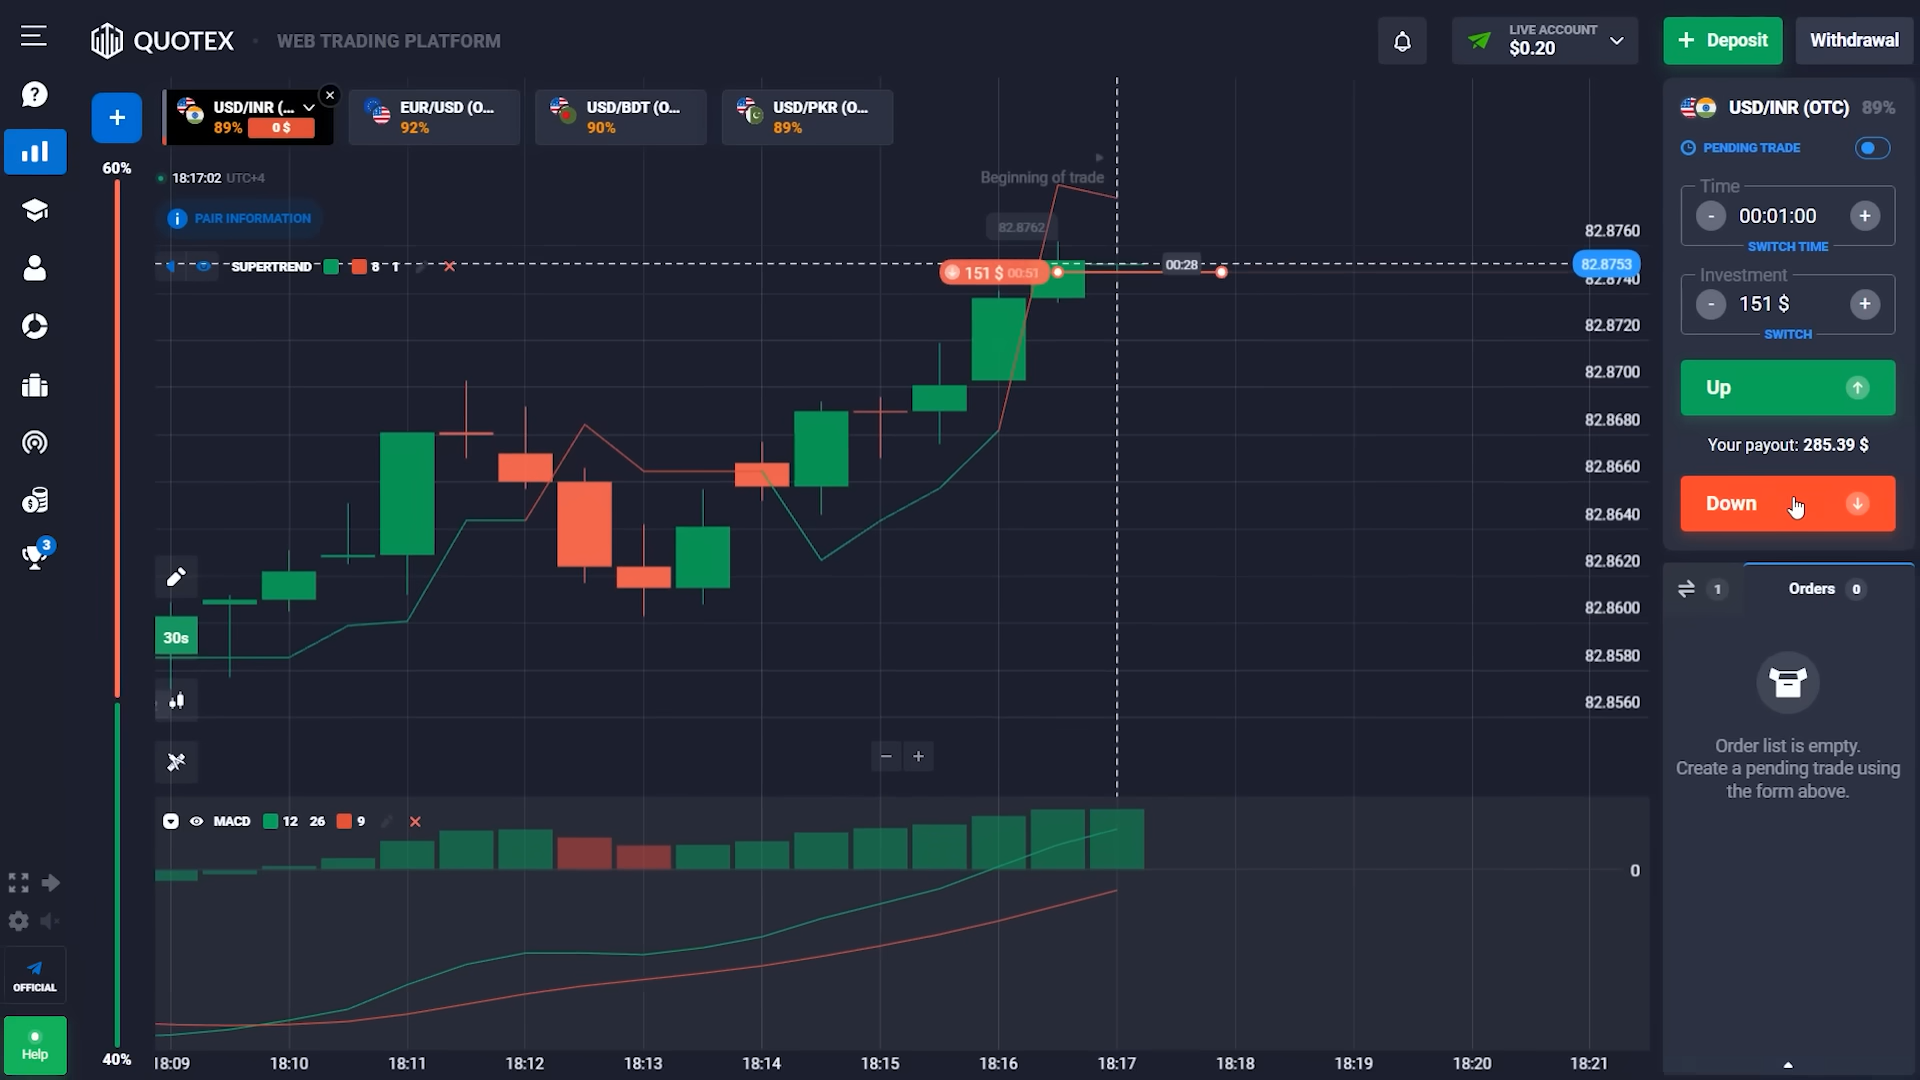 QUOTEX
WEB TRADING PLATFORM
LIVE ACCOUNT
$0.20
Deposit
Withdrawal
USD/INR (...
89%
0 $
EUR/USD (O...
92%
USD/BDT (O...
90%
USD/PKR (O...
89%
60%
18:17:02 UTC+4
PAIR INFORMATION
SUPERTREND 8 1
Beginning of trade
82.8762
151 $ 00:51
00:28
82.8760
82.8753
82.8740
82.8720
82.8700
82.8680
82.8660
82.8640
82.8620
82.8600
82.8580
82.8560
30s
MACD 12 26 9
0
40%
18:09
18:10
18:11
18:12
18:13
18:14
18:15
18:16
18:17
18:18
18:19
18:20
18:21
3
OFFICIAL
Help
USD/INR (OTC) 89%
PENDING TRADE
Time
- 00:01:00 +
SWITCH TIME
Investment
- 151 $ +
SWITCH
Up
Your payout: 285.39 $
Down
1
Orders 0
Order list is empty.
Create a pending trade using
the form above.